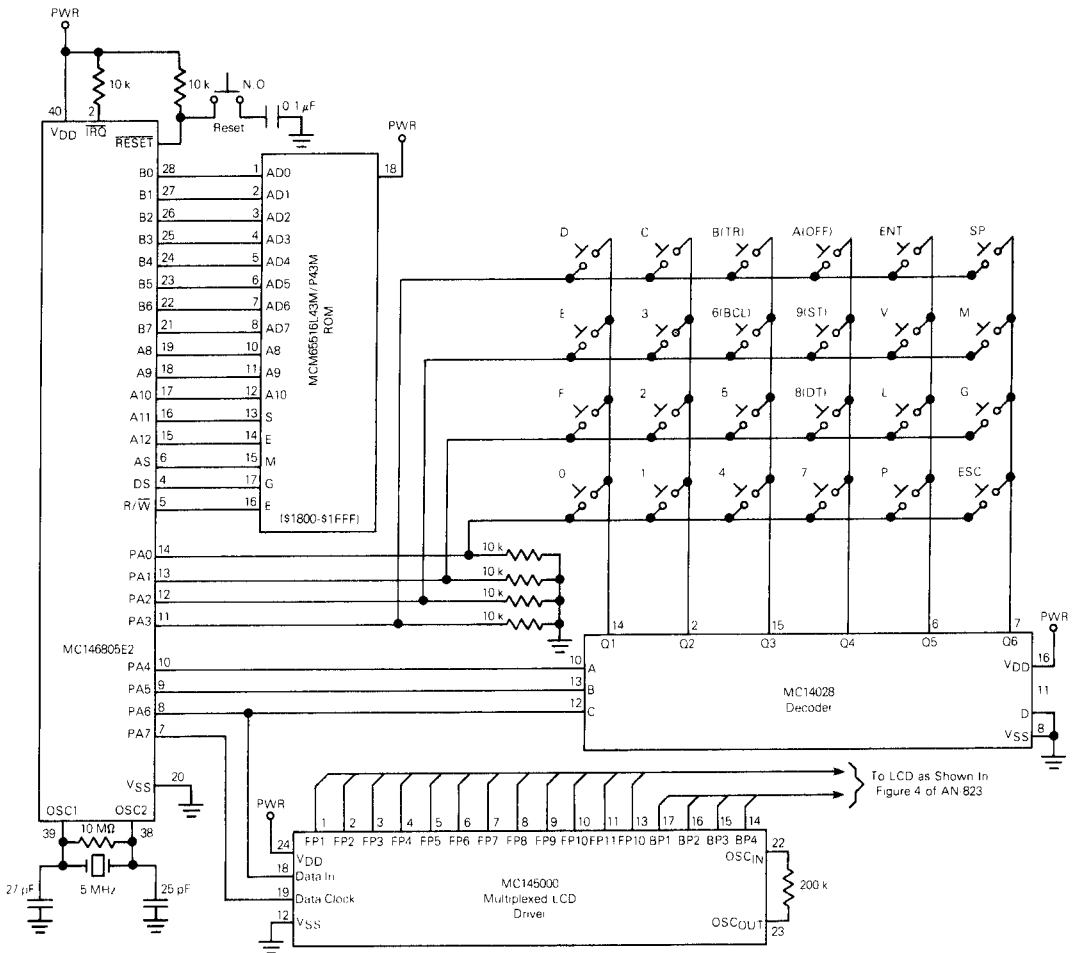 PWR
10 k
10 k
N.O
Reset
0.1 µF
PWR
40
2
VDD
IRQ
RESET
18
B0 28 1 AD0
B1 27 2 AD1
B2 26 3 AD2
B3 25 4 AD3
B4 24 5 AD4
B5 23 6 AD5
B6 22 7 AD6
B7 21 8 AD7
A8 19 10 A8
A9 18 11 A9
A10 17 12 A10
A11 16 13 S
A12 15 14 E
AS 6 15 M
DS 4 17 G
R/W 5 16 E
MCM65516L43M/P43M
ROM
($1800-$1FFF)
D C B(TR) A(OFF) ENT SP
E 3 6(BCL) 9(ST) V M
F 2 5 8(DT) L G
0 1 4 7 P ESC
PA0 14 10 k
PA1 13 10 k
PA2 12 10 k
PA3 11 10 k
MC146805E2
PA4 10
PA5 9
PA6 8
PA7 7
VSS 20
OSC1 OSC2
39 38
10 MΩ
5 MHz
27 pF
25 pF
14 2 15 1 6 7
Q1 Q2 Q3 Q4 Q5 Q6
PWR
10 A
13 B
12 C
MC14028
Decoder
VDD 16
11
D
VSS 8
To LCD as Shown In
Figure 4 of AN-823
PWR
1 2 3 4 5 6 7 8 9 10 11 13 17 16 15 14
FP1 FP2 FP3 FP4 FP5 FP6 FP7 FP8 FP9 FP10 FP11 FP10 BP1 BP2 BP3 BP4
24 VDD
18 Data In
19 Data Clock
12 VSS
MC145000
Multiplexed LCD
Driver
OSCIN 22
200 k
OSCOUT 23